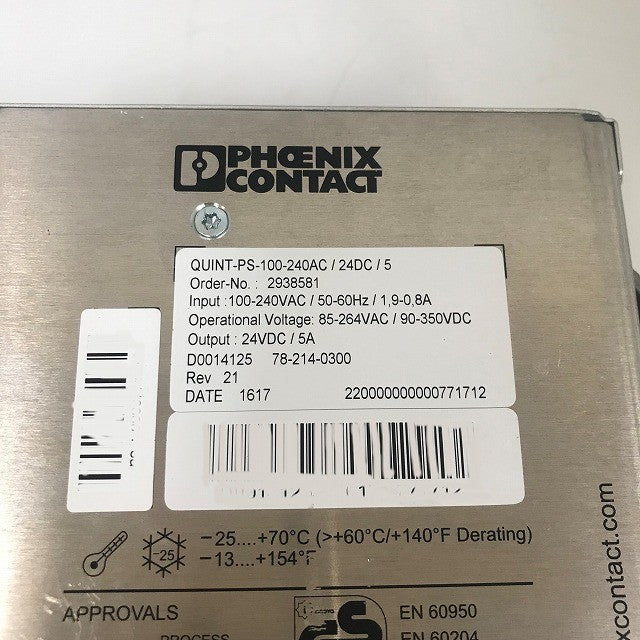 PHŒNIX
CONTACT
QUINT-PS-100-240AC / 24DC / 5
Order-No. : 2938581
Input :100-240VAC / 50-60Hz / 1,9-0,8A
Operational Voltage: 85-264VAC / 90-350VDC
Output : 24VDC / 5A
D0014125 78-214-0300
Rev 21
DATE 1617 220000000000771712
-25
−25....+70°C (>+60°C/+140°F Derating)
−13....+154°F
APPROVALS
PROCESS
EN 60950
EN 60204
xcontact.com